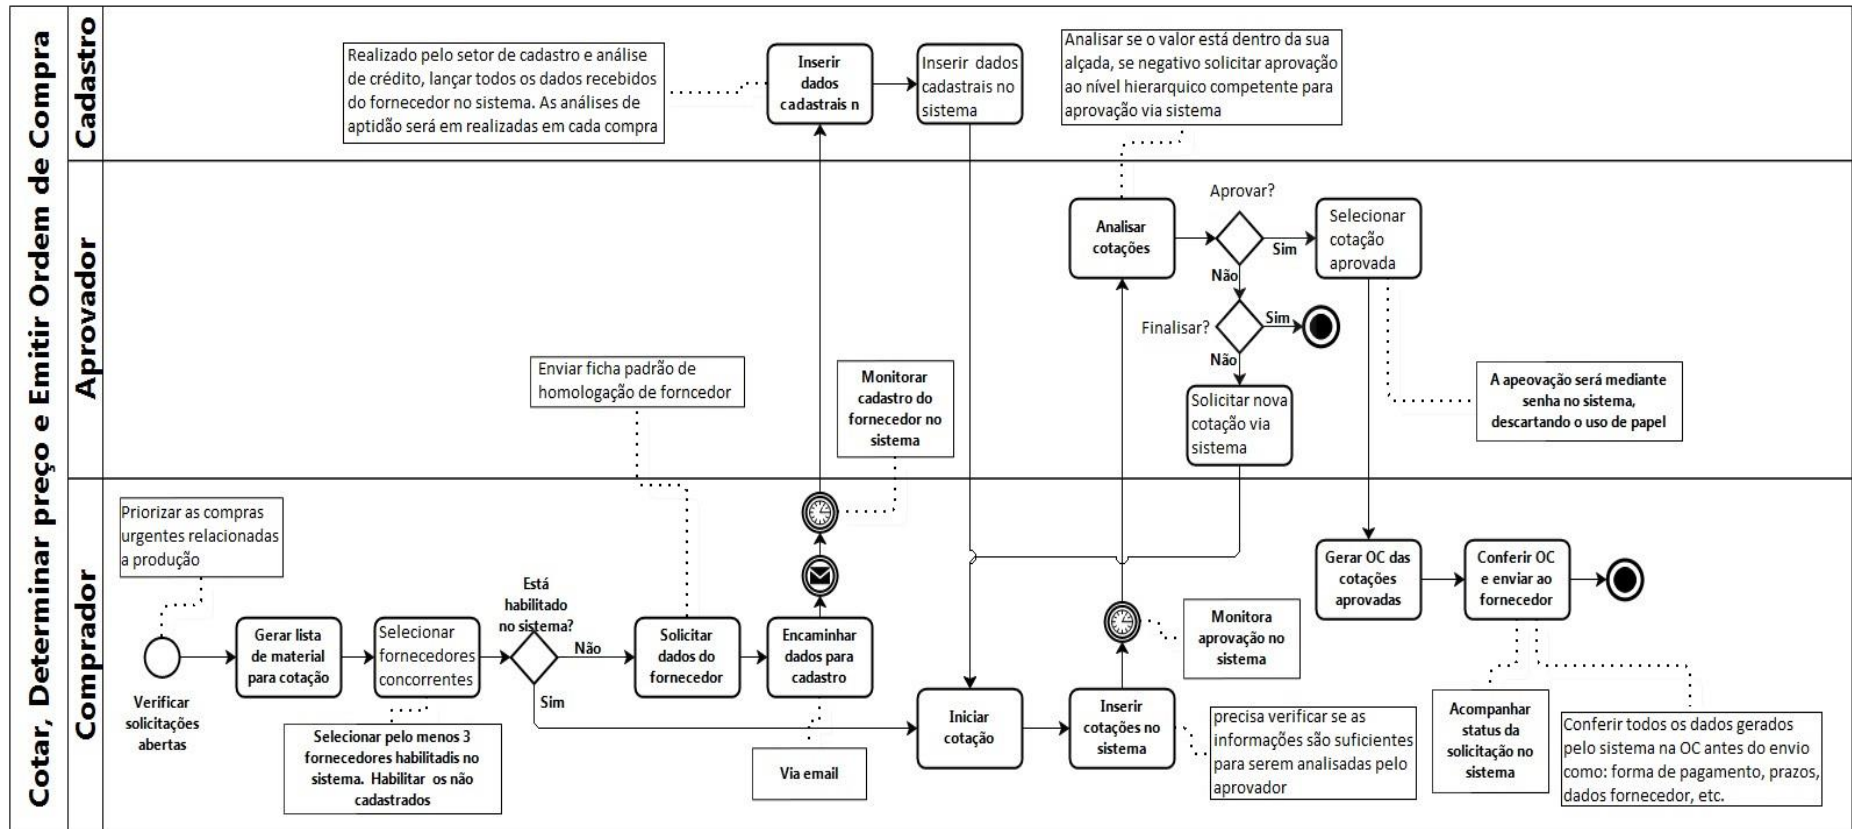 Cotar, Determinar preço e Emitir Ordem de Compra
Cadastro
Realizado pelo setor de cadastro e análise
de crédito, lançar todos os dados recebidos
do fornecedor no sistema. As análises de
aptidão será em realizadas em cada compra
Inserir
dados
cadastrais n
Inserir dados
cadastrais no
sistema
Analisar se o valor está dentro da sua
alçada, se negativo solicitar aprovação
ao nível hierarquico competente para
aprovação via sistema
Aprovador
Analisar
cotações
Aprovar?
Sim
Não
Selecionar
cotação
aprovada
Finalisar?
Sim
Não
Solicitar nova
cotação via
sistema
Enviar ficha padrão de
homologação de forncedor
Monitorar
cadastro do
fornecedor no
sistema
A apeovação será mediante
senha no sistema,
descartando o uso de papel
Comprador
Priorizar as compras
urgentes relacionadas
a produção
Verificar
solicitações
abertas
Gerar lista
de material
para cotação
Selecionar
fornecedores
concorrentes
Selecionar pelo menos 3
fornecedores habilitadis no
sistema. Habilitar os não
cadastrados
Está
habilitado
no sistema?
Não
Sim
Solicitar
dados do
fornecedor
Encaminhar
dados para
cadastro
Via email
Iniciar
cotação
Inserir
cotações no
sistema
Monitora
aprovação no
sistema
precisa verificar se as
informações são suficientes
para serem analisadas pelo
aprovador
Gerar OC das
cotações
aprovadas
Conferir OC
e enviar ao
fornecedor
Acompanhar
status da
solicitação no
sistema
Conferir todos os dados gerados
pelo sistema na OC antes do envio
como: forma de pagamento, prazos,
dados fornecedor, etc.